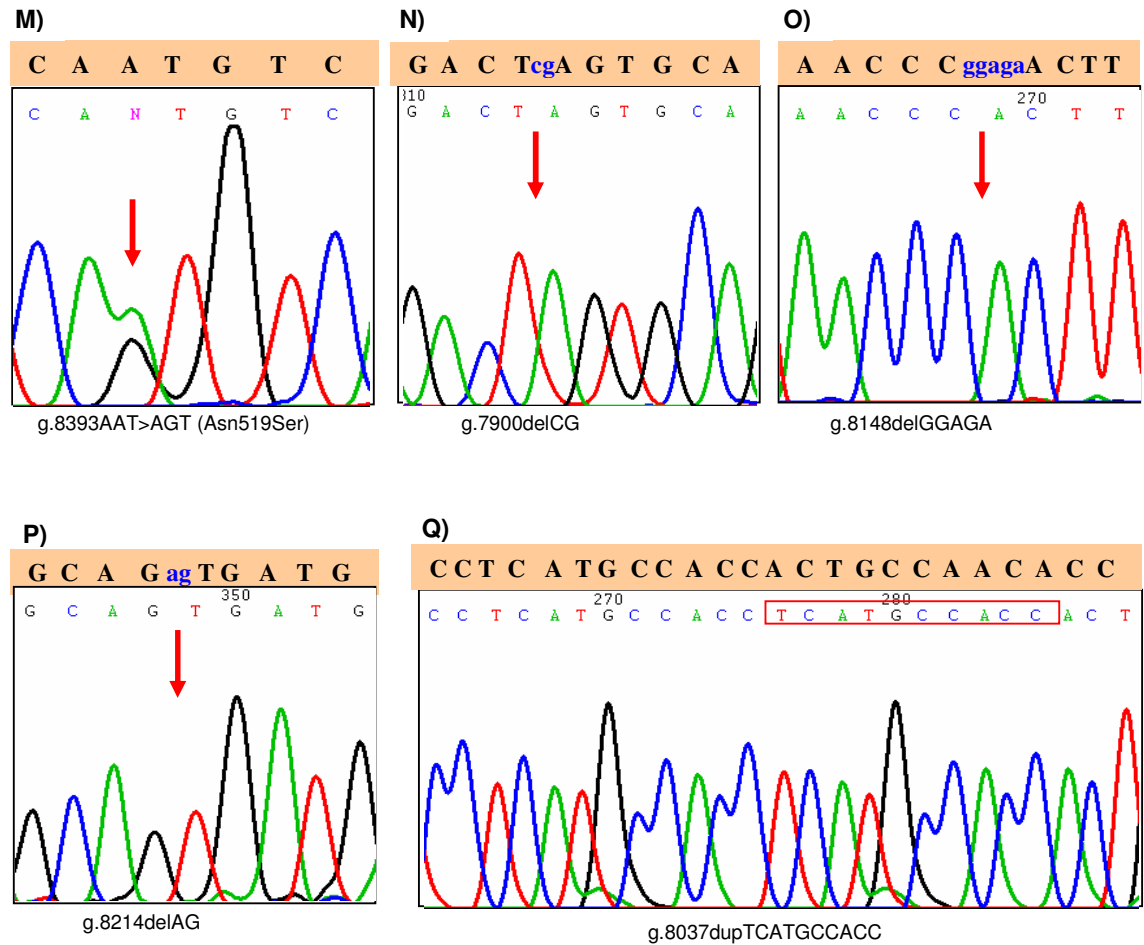 M)
C A A T G T C
C A N T G T C
g.8393AAT>AGT (Asn519Ser)
N)
G A C T cg A G T G C A
310
G A C T A G T G C A
g.7900delCG
O)
A A C C C ggaga A C T T
270
A A C C C A C T T
g.8148delGGAGA
P)
G C A G ag T G A T G
350
G C A G T G A T G
g.8214delAG
Q)
C C T C A T G C C A C C A C T G C C A A C A C C
270 280
C C T C A T G C C A C C T C A T G C C A C C A C T
g.8037dupTCATGCCACC